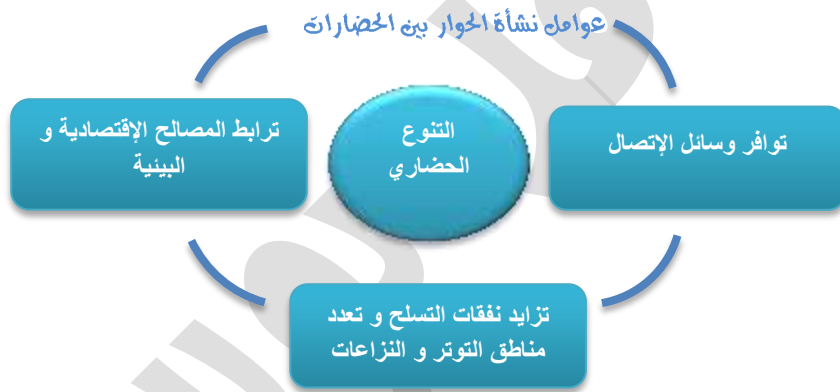 عوامل نشأة الحوار بين الحضارات
توافر وسائل الإتصال
التنوع
الحضاري
ترابط المصالح الإقتصادية و
البيئية
تزايد نفقات التسلح و تعدد
مناطق التوتر و النزاعات